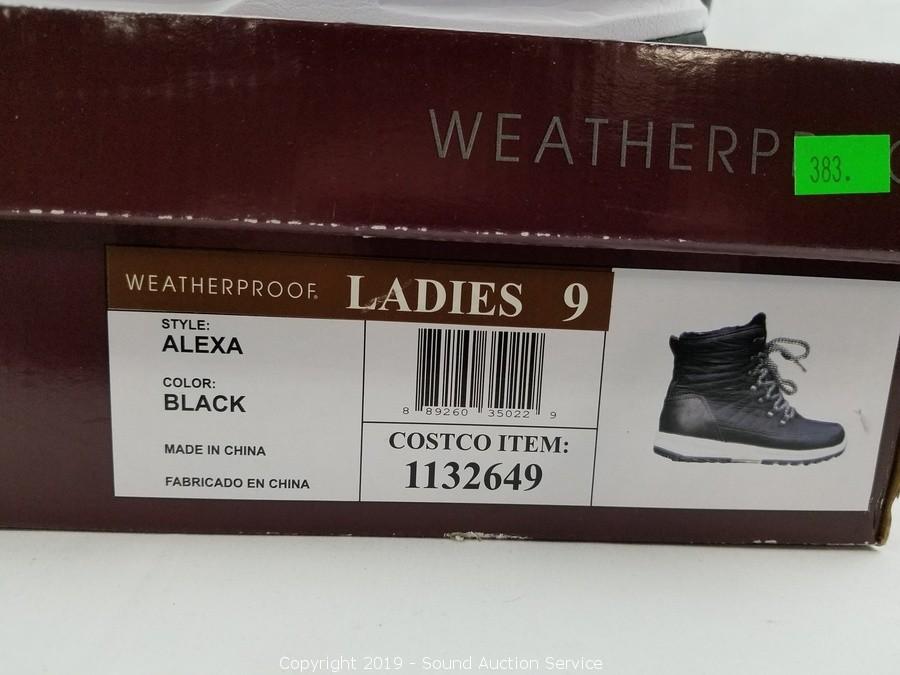 WEATHERP
383.
WEATHERPROOF® LADIES 9
STYLE:
ALEXA
COLOR:
BLACK
MADE IN CHINA
FABRICADO EN CHINA
8 89260 35022 9
COSTCO ITEM:
1132649
Copyright 2019 - Sound Auction Service